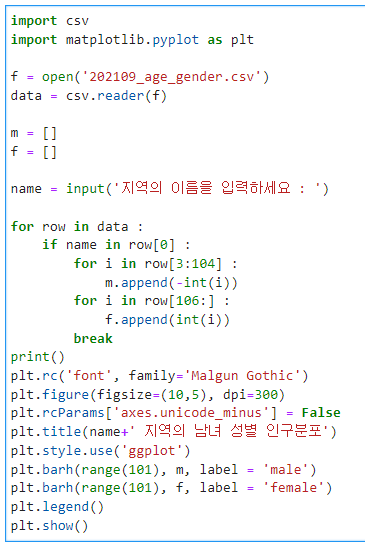 import csv
import matplotlib.pyplot as plt

f = open('202109_age_gender.csv')
data = csv.reader(f)

m = []
f = []

name = input('지역의 이름을 입력하세요 : ')

for row in data :
    if name in row[0] :
        for i in row[3:104] :
            m.append(-int(i))
        for i in row[106:] :
            f.append(int(i))
        break
print()
plt.rc('font', family='Malgun Gothic')
plt.figure(figsize=(10,5), dpi=300)
plt.rcParams['axes.unicode_minus'] = False
plt.title(name+' 지역의 남녀 성별 인구분포')
plt.style.use('ggplot')
plt.barh(range(101), m, label = 'male')
plt.barh(range(101), f, label = 'female')
plt.legend()
plt.show()